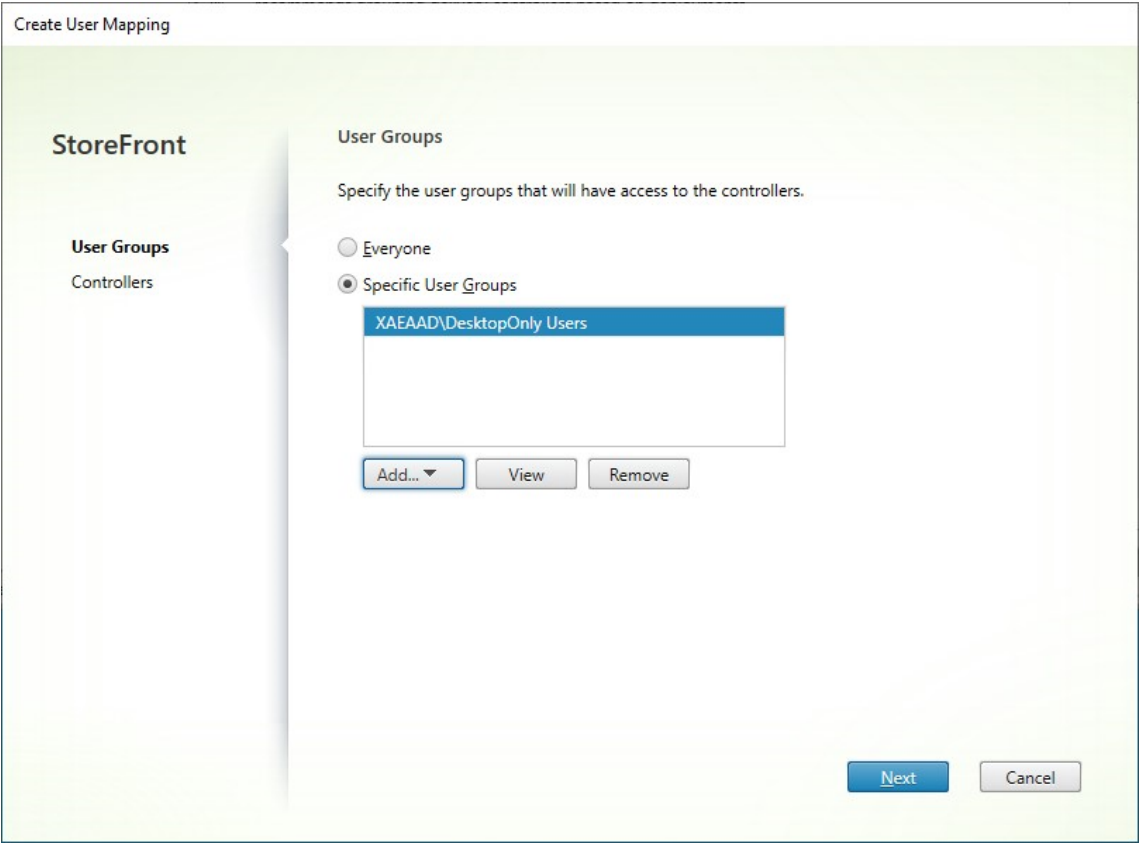 Create User Mapping
StoreFront
User Groups
Controllers
User Groups
Specify the user groups that will have access to the controllers.
Everyone
Specific User Groups
XAEAAD\DesktopOnly Users
Add...
View
Remove
Next
Cancel